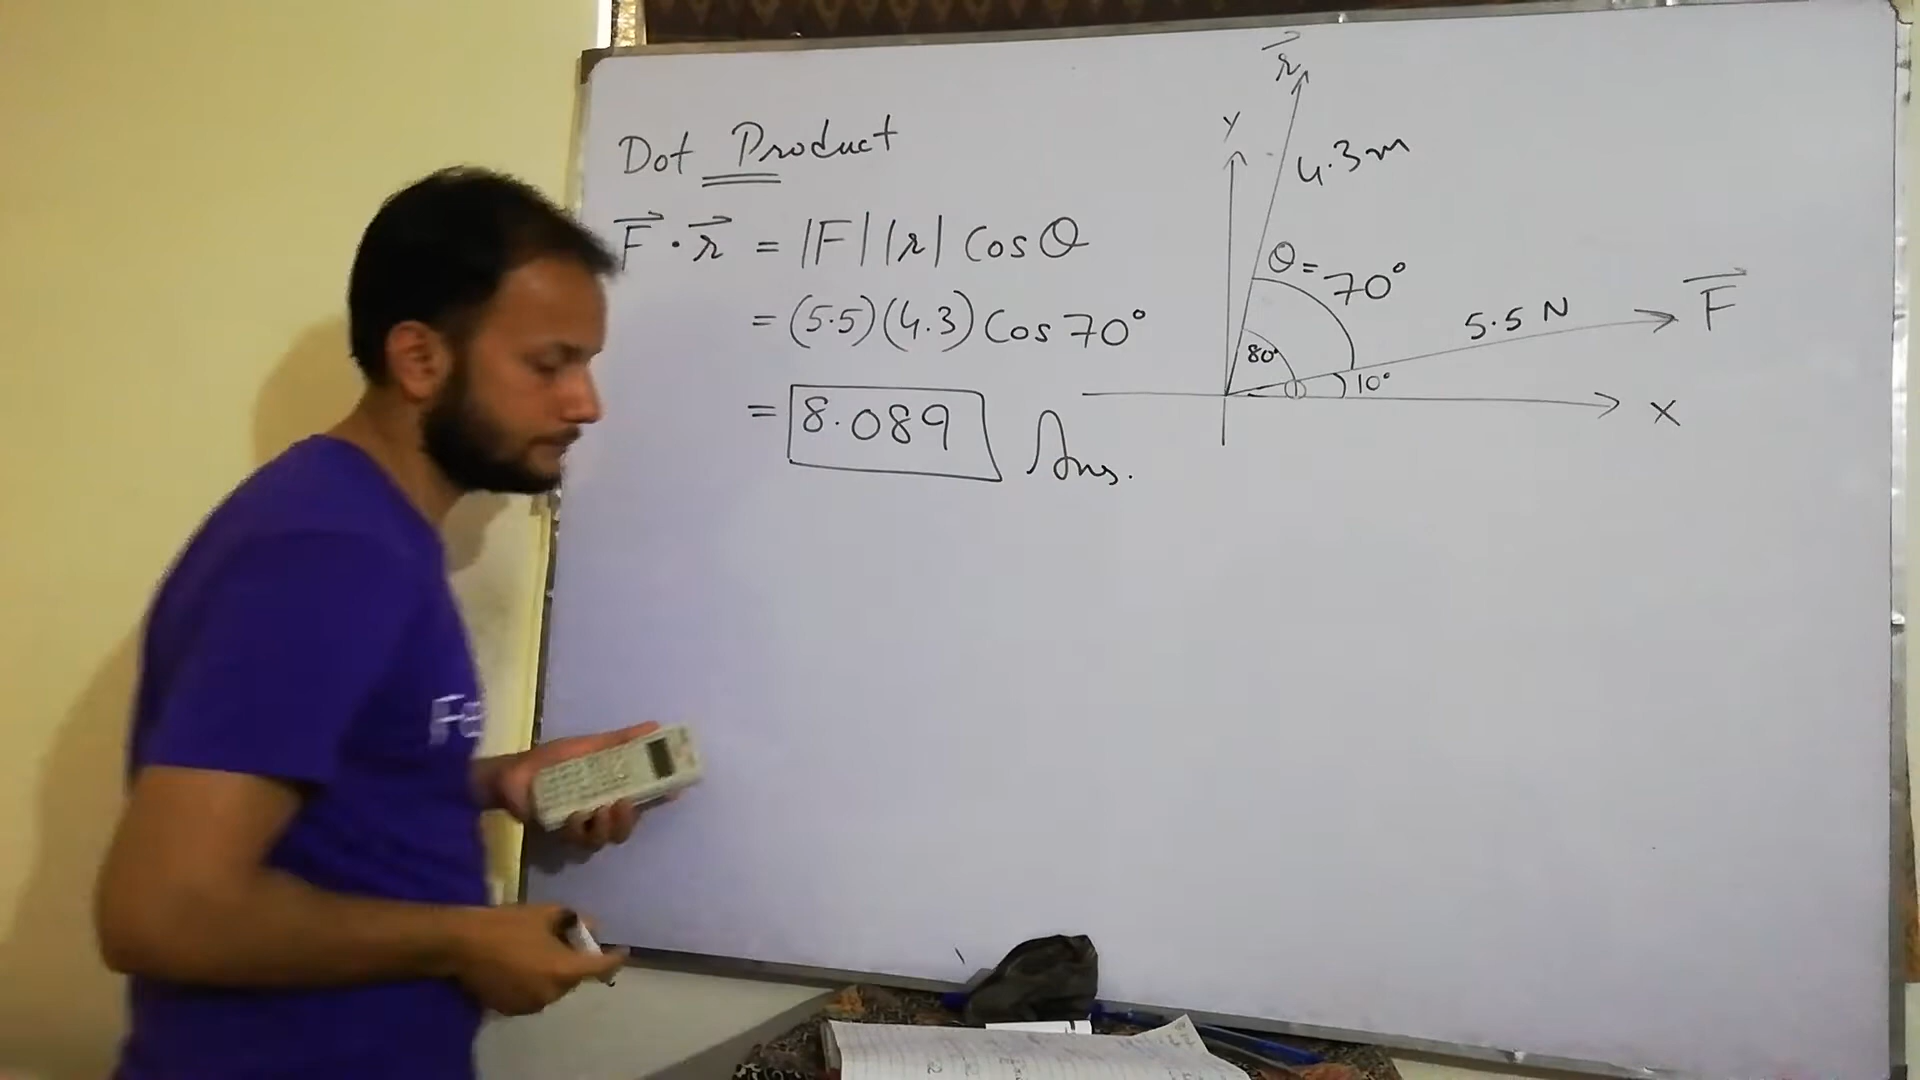 Dot Product
F · r = |F| |r| Cos θ
= (5.5)(4.3) Cos 70°
= 8.089 Ans.
r
y
4.3 m
θ = 70°
5.5 N
F
80°
10°
x